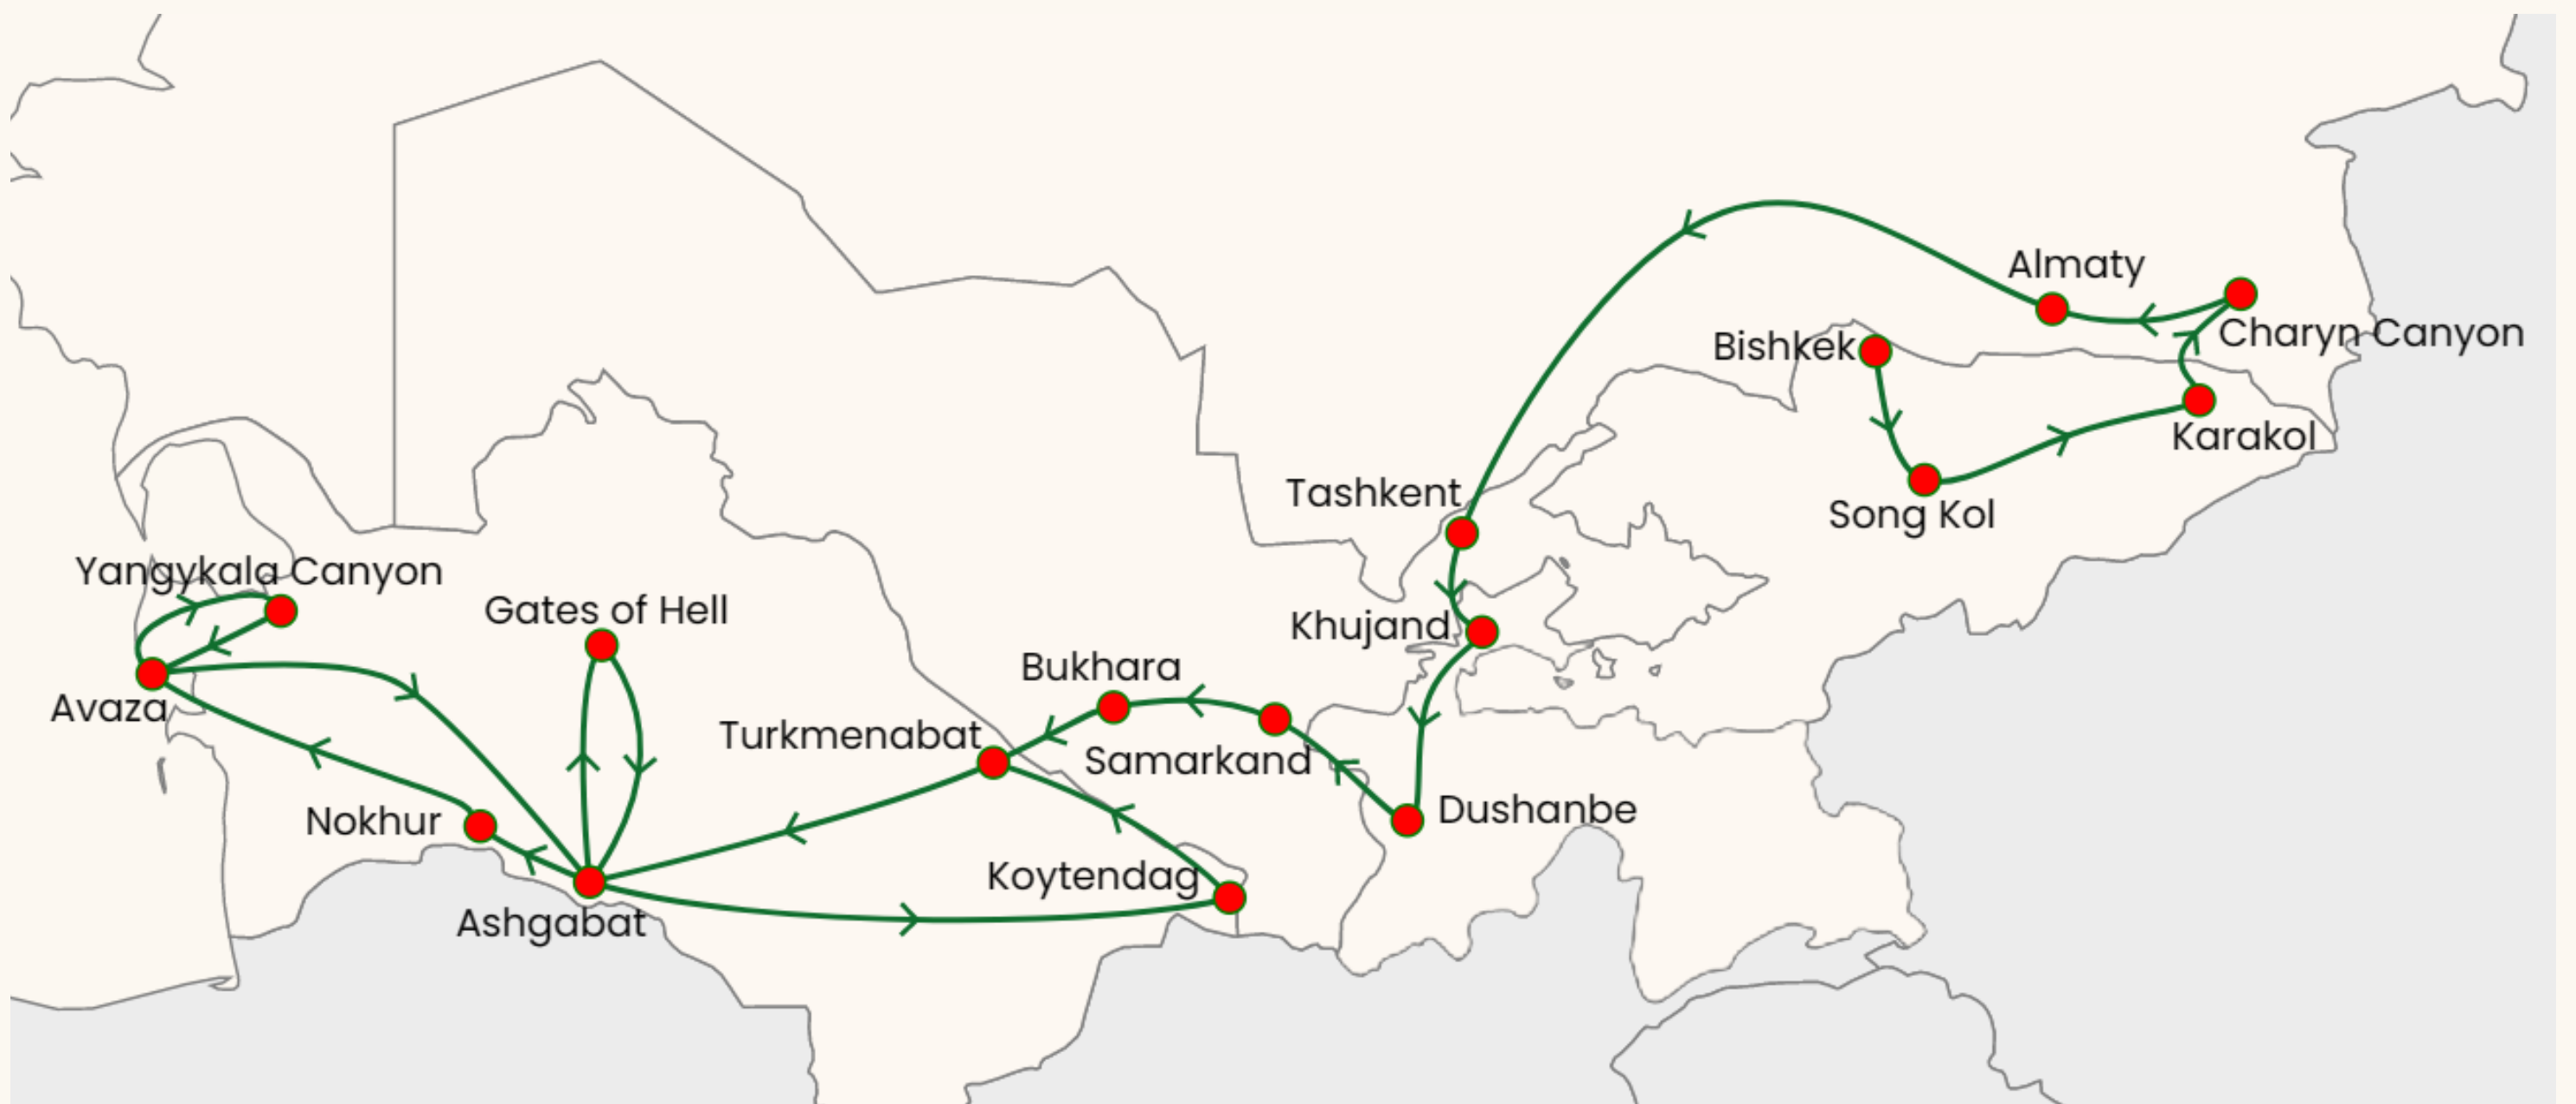 Almaty
Bishkek
Charyn Canyon
Karakol
Tashkent
Song Kol
Yangykala Canyon
Gates of Hell
Khujand
Bukhara
Avaza
Turkmenabat
Samarkand
Nokhur
Dushanbe
Koytendag
Ashgabat